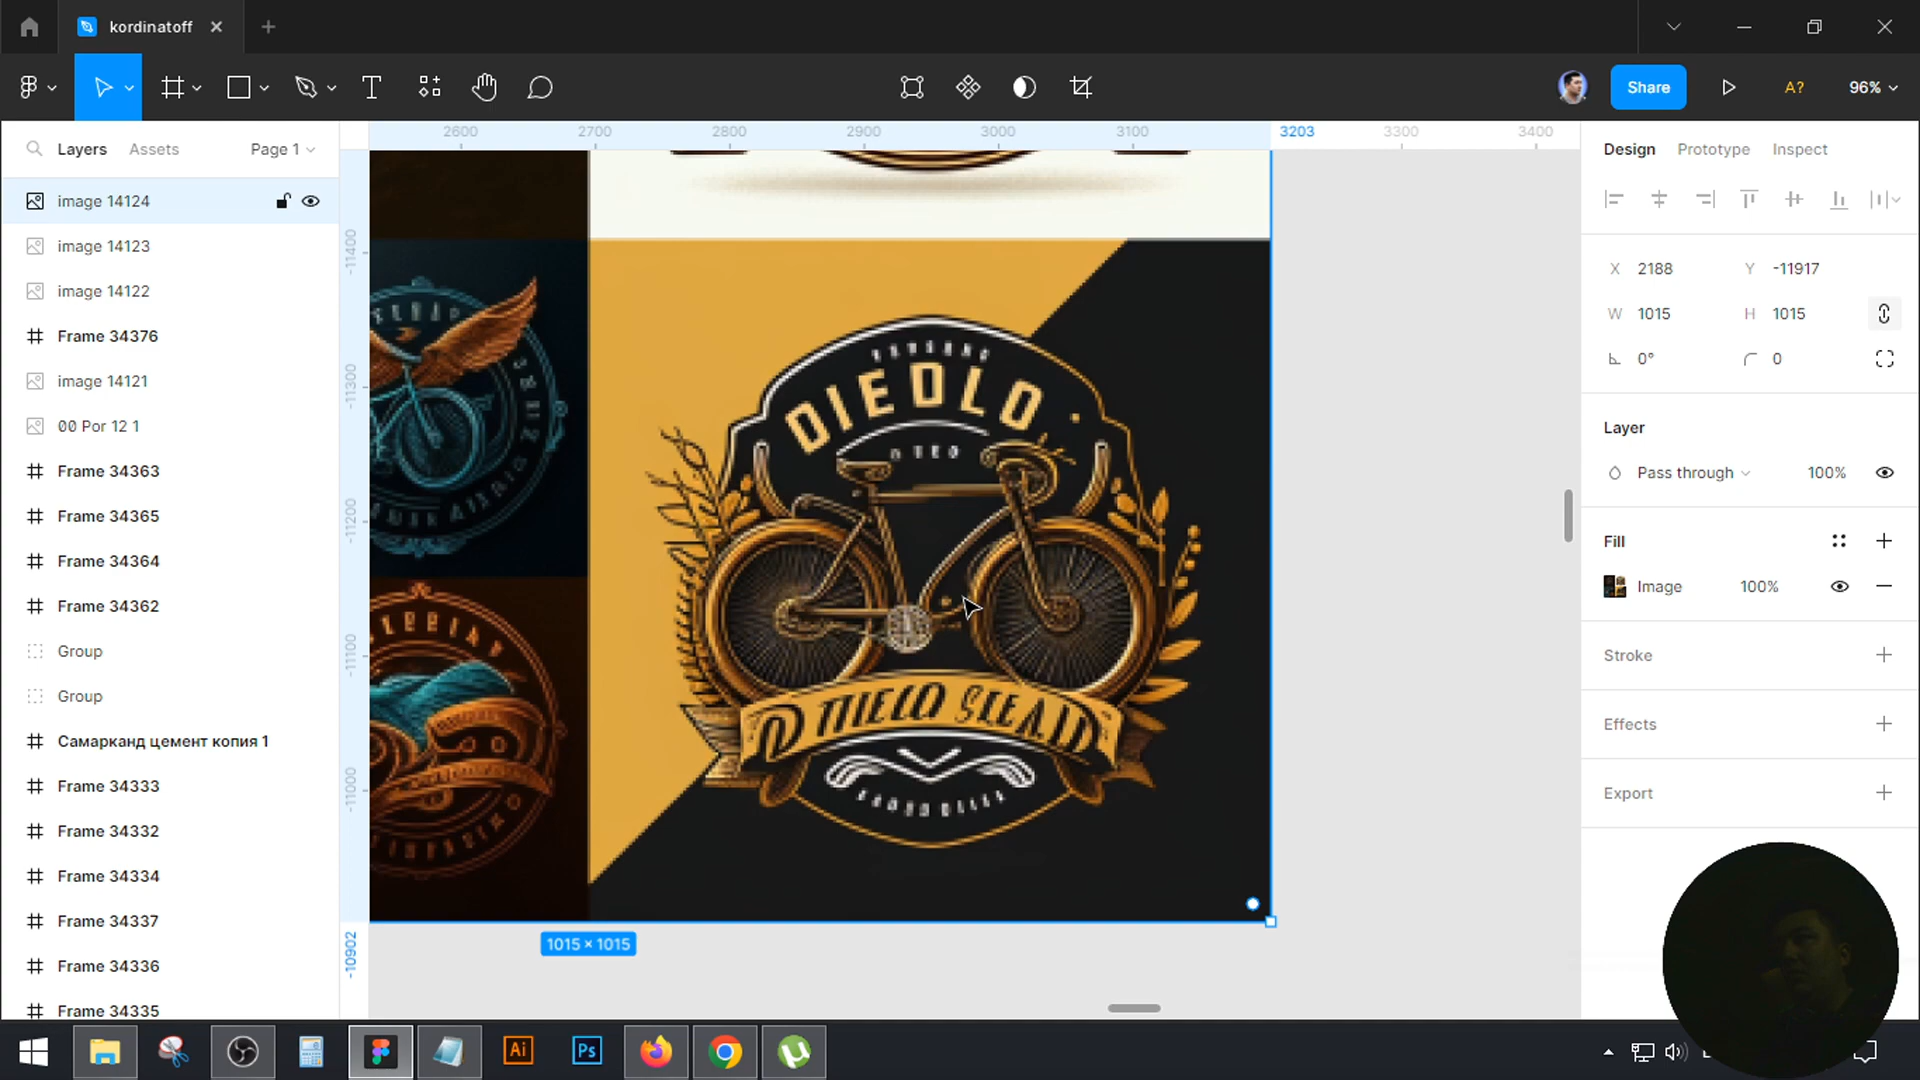 kordinatoff
Share
A?
96%
Layers
Assets
Page 1
image 14124
image 14123
image 14122
Frame 34376
image 14121
00 Por 12 1
Frame 34363
Frame 34365
Frame 34364
Frame 34362
Group
Group
Самарканд цемент копия 1
Frame 34333
Frame 34332
Frame 34334
Frame 34337
Frame 34336
Frame 34335
2600
2700
2800
2900
3000
3100
3203
3300
3400
-11400
-11300
-11200
-11100
-11000
-10902
DIEOLO
1015 × 1015
Design
Prototype
Inspect
X 2188
Y -11917
W 1015
H 1015
0°
0
Layer
Pass through
100%
Fill
Image
100%
Stroke
Effects
Export
Ai
Ps